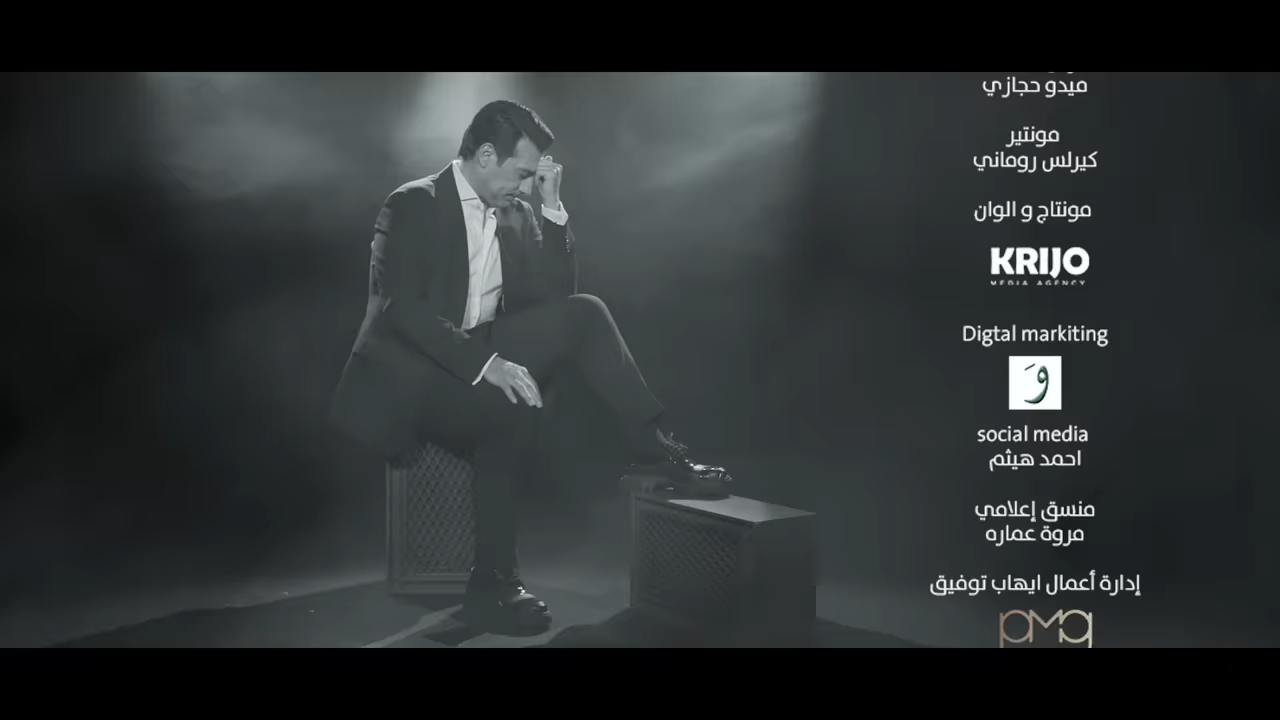 ميدو حجازي
مونتير
كيرلس روماني
مونتاج و الوان
KRIJO
MEDIA AGENCY
Digtal markiting
وَ
social media
احمد هيثم
منسق إعلامي
مروة عماره
إدارة أعمال ايهاب توفيق
pmg